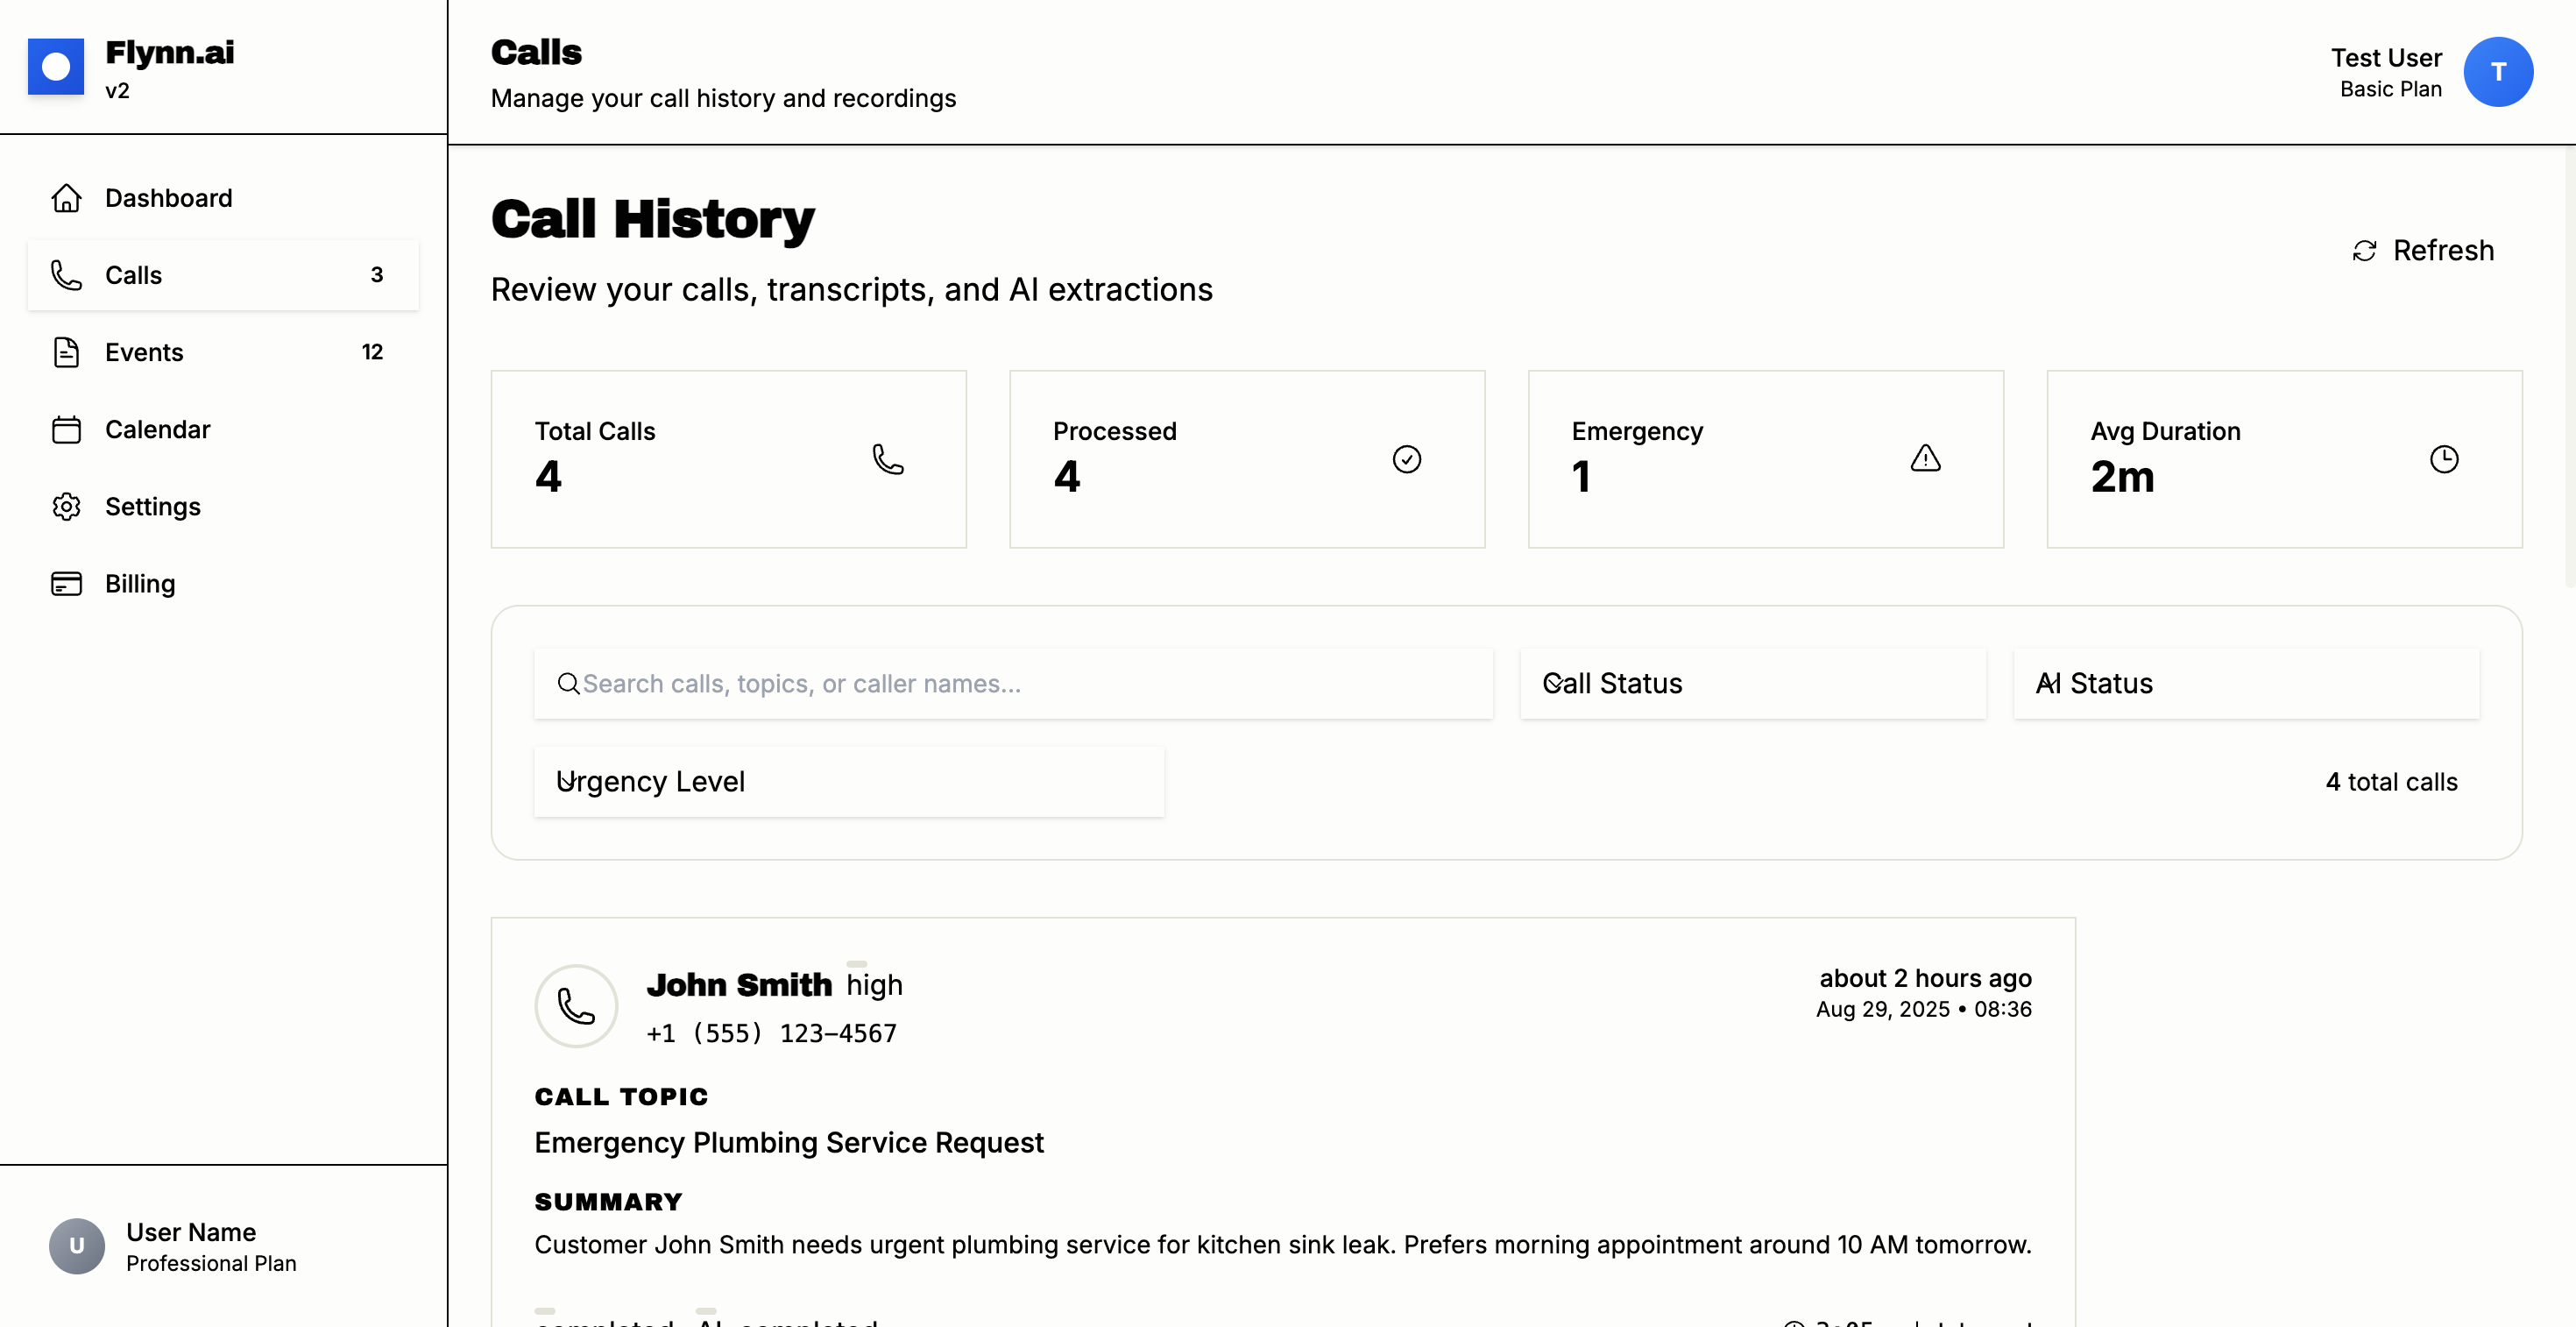 Flynn.ai
v2
Dashboard
Calls 3
Events 12
Calendar
Settings
Billing
U
User Name
Professional Plan
Calls
Manage your call history and recordings
Test User
Basic Plan
T
Call History
Review your calls, transcripts, and AI extractions
Refresh
Total Calls
4
Processed
4
Emergency
1
Avg Duration
2m
Search calls, topics, or caller names...
Call Status
AI Status
Urgency Level
4 total calls
John Smith high
+1 (555) 123-4567
about 2 hours ago
Aug 29, 2025 • 08:36
CALL TOPIC
Emergency Plumbing Service Request
SUMMARY
Customer John Smith needs urgent plumbing service for kitchen sink leak. Prefers morning appointment around 10 AM tomorrow.
completed AI completed